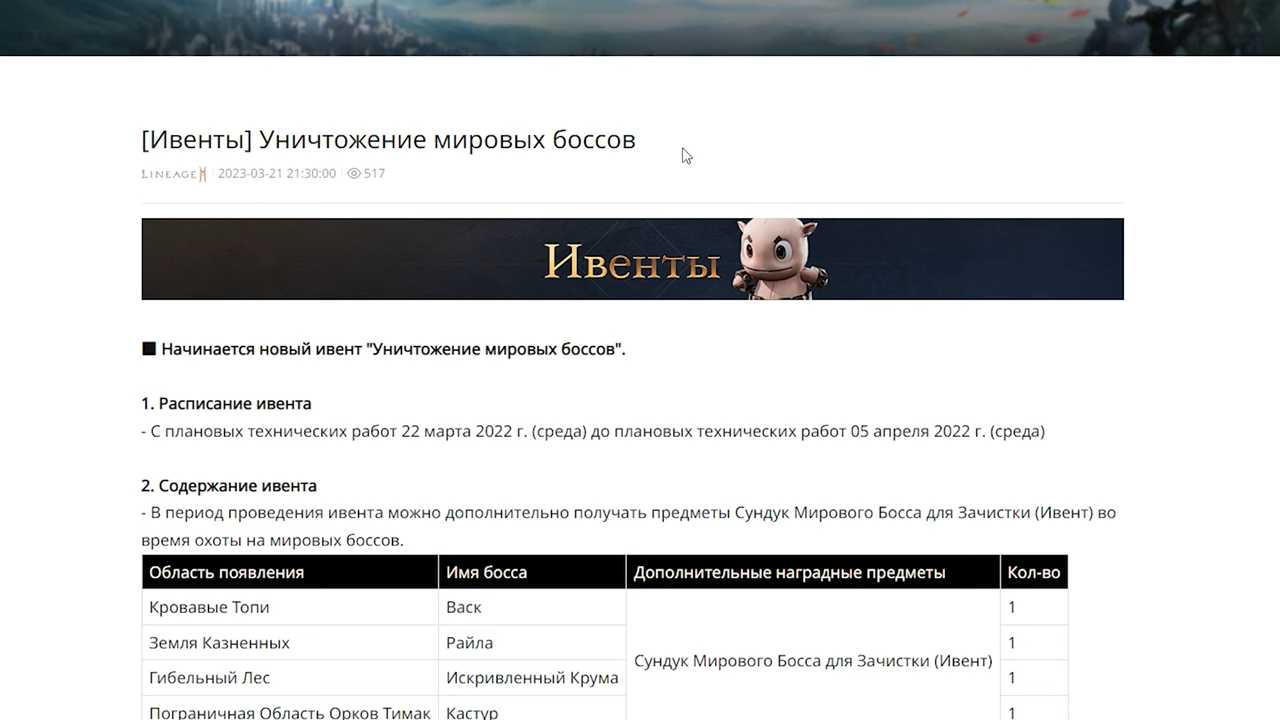 [Ивенты] Уничтожение мировых боссов
LINEAGE M 2023-03-21 21:30:00 517
Ивенты
■ Начинается новый ивент "Уничтожение мировых боссов".
1. Расписание ивента
- С плановых технических работ 22 марта 2022 г. (среда) до плановых технических работ 05 апреля 2022 г. (среда)
2. Содержание ивента
- В период проведения ивента можно дополнительно получать предметы Сундук Мирового Босса для Зачистки (Ивент) во
время охоты на мировых боссов.
Область появления Имя босса Дополнительные наградные предметы Кол-во
Кровавые Топи Васк 1
Земля Казненных Райла 1
Сундук Мирового Босса для Зачистки (Ивент)
Гибельный Лес Искривленный Крума 1
Пограничная Область Орков Тимак Кастур 1